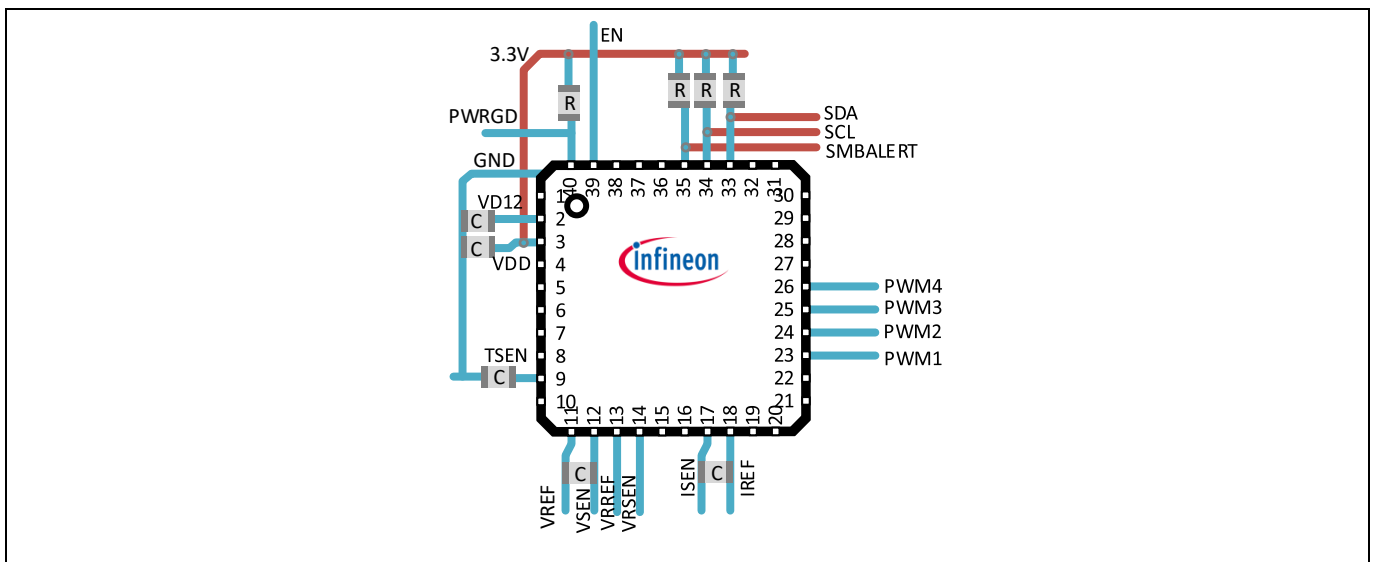 EN
3.3V
R
R
R
R
PWRGD
SDA
SCL
SMBALERT
GND
40 39 38 37 36 35 34 33 32 31
VD12
C
C
VDD
TSEN
C
1
2
3
4
5
6
7
8
9
10
infineon
30
29
28
27
26
25
24
23
22
21
PWM4
PWM3
PWM2
PWM1
11 12 13 14 15 16 17 18 19 20
C
C
VREF
VSEN
VRREF
VRSEN
ISEN
IREF